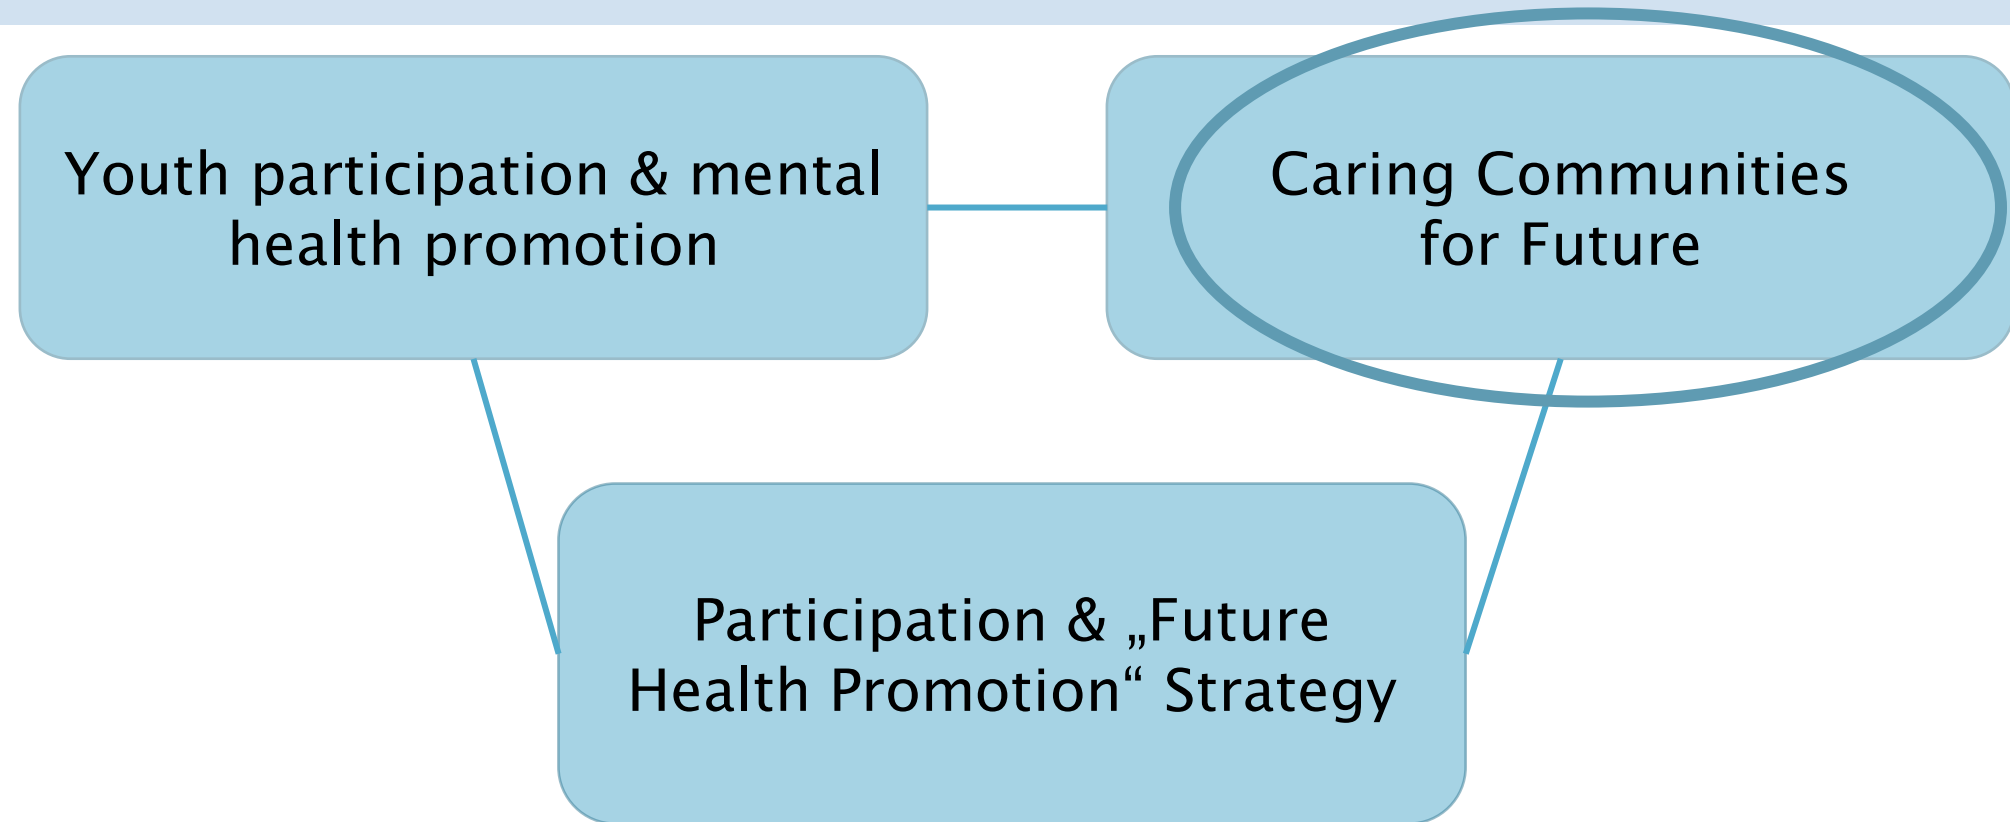 Youth participation & mental
health promotion
Caring Communities
for Future
Participation & „Future
Health Promotion“ Strategy